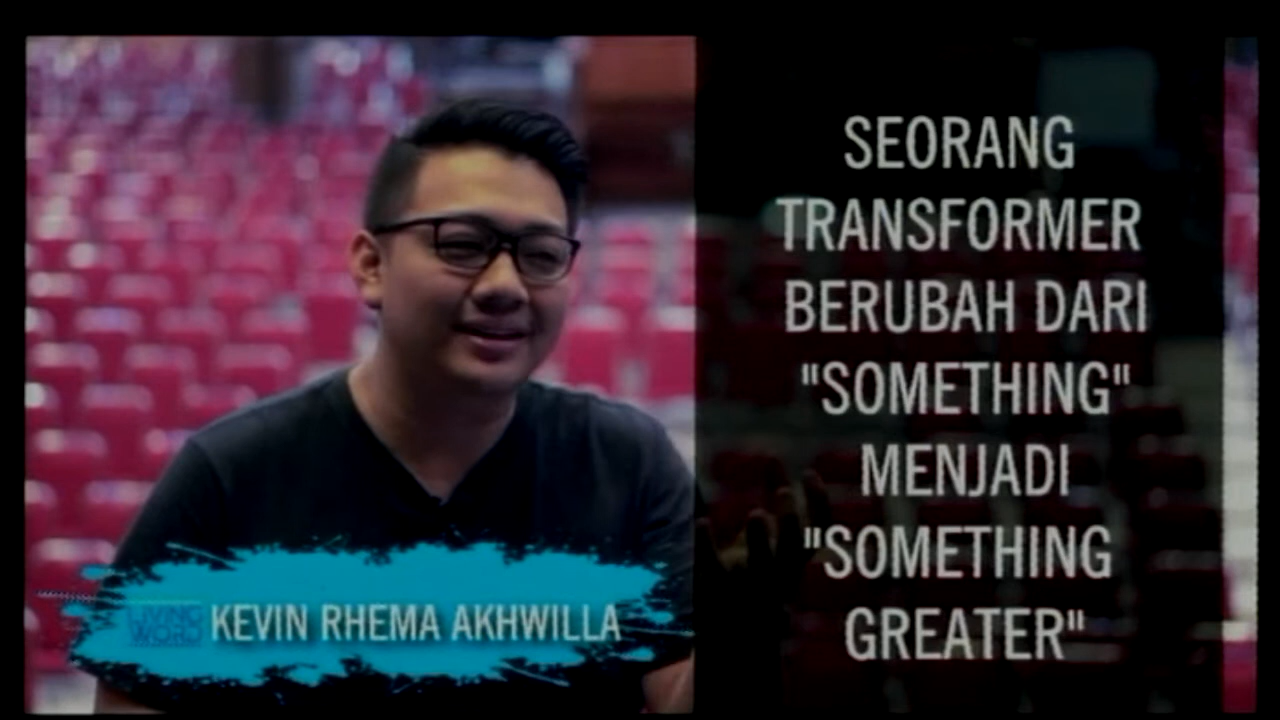 LIVING
WORD
KEVIN RHEMA AKHWILLA
SEORANG
TRANSFORMER
BERUBAH DARI
"SOMETHING"
MENJADI
"SOMETHING
GREATER"